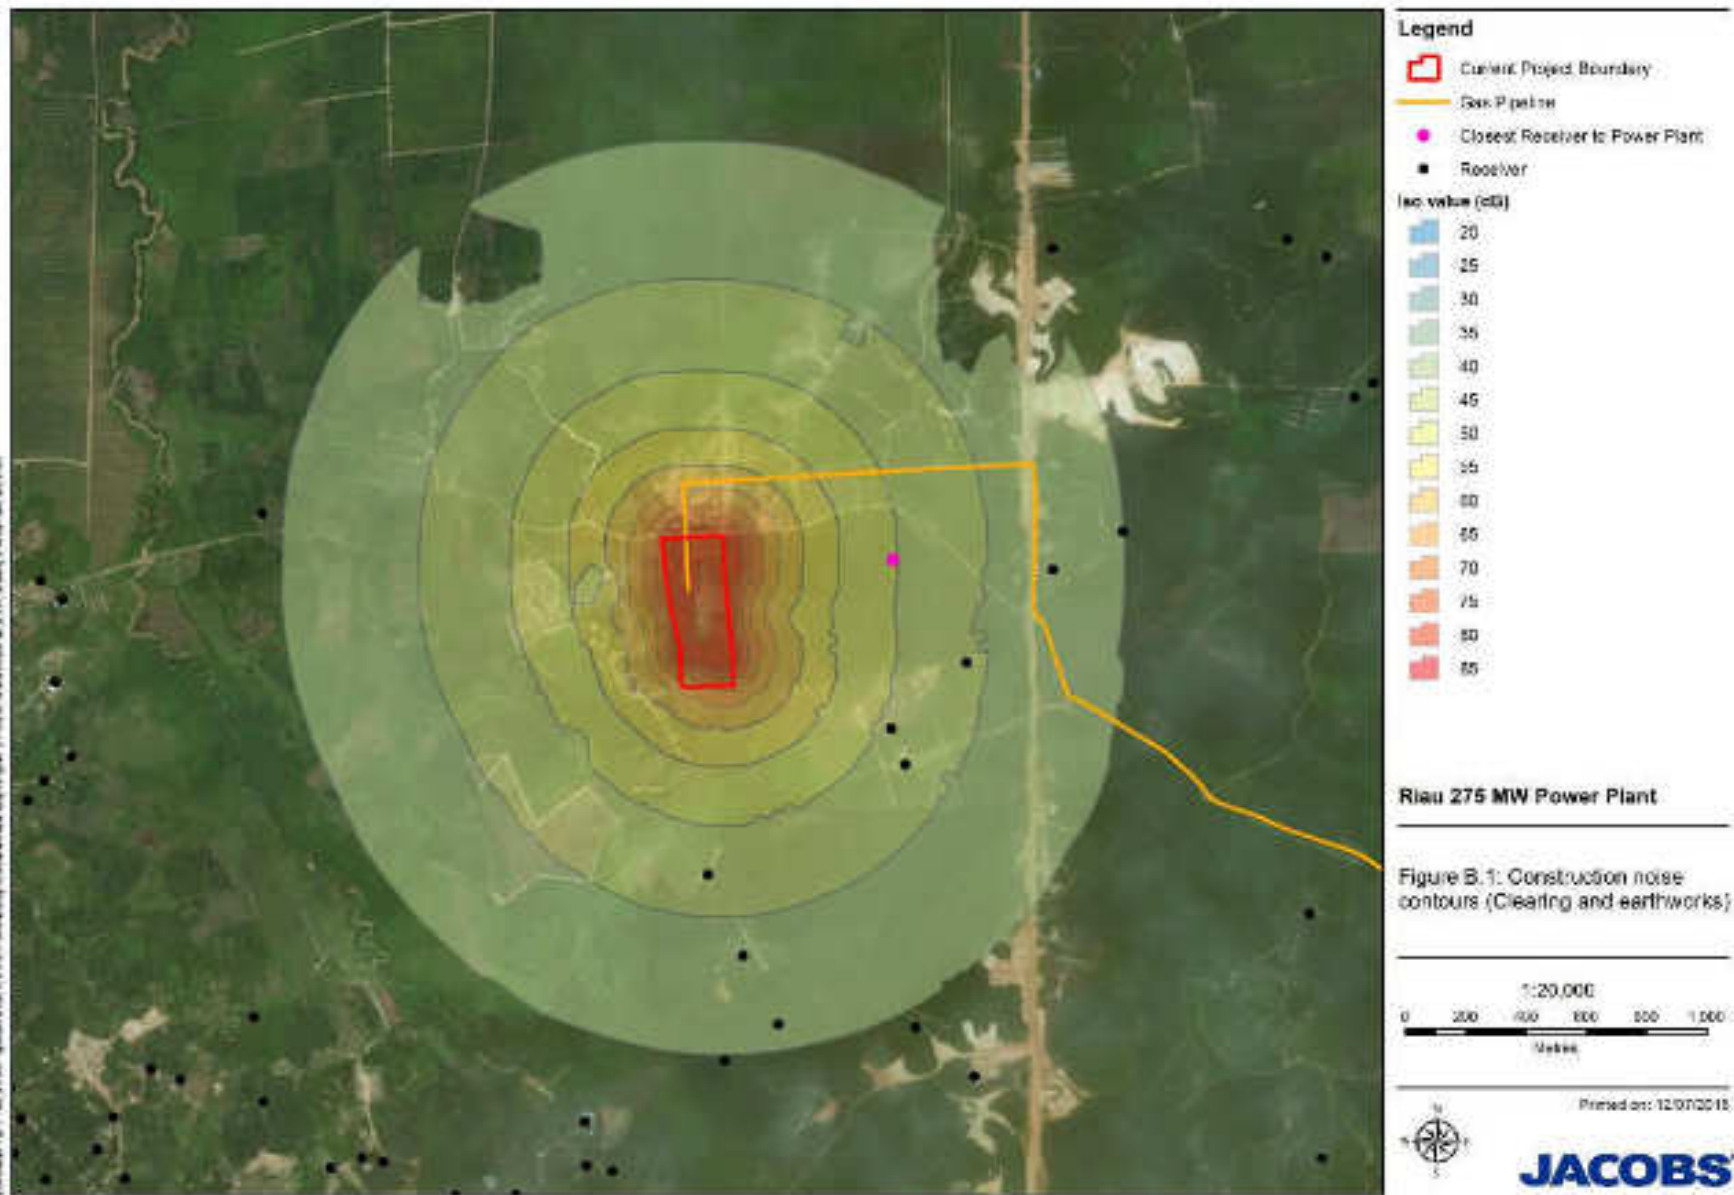 Legend
Current Project Boundary
Gas Pipeline
Closest Receiver to Power Plant
Receiver
Iso value (dB)
20
25
30
35
40
45
50
55
60
65
70
75
80
85
Riau 275 MW Power Plant
Figure B.1: Construction noise
contours (Clearing and earthworks)
1:20,000
0 200 400 600 800 1,000
Metres
N
S
Printed on: 12/07/2018
JACOBS